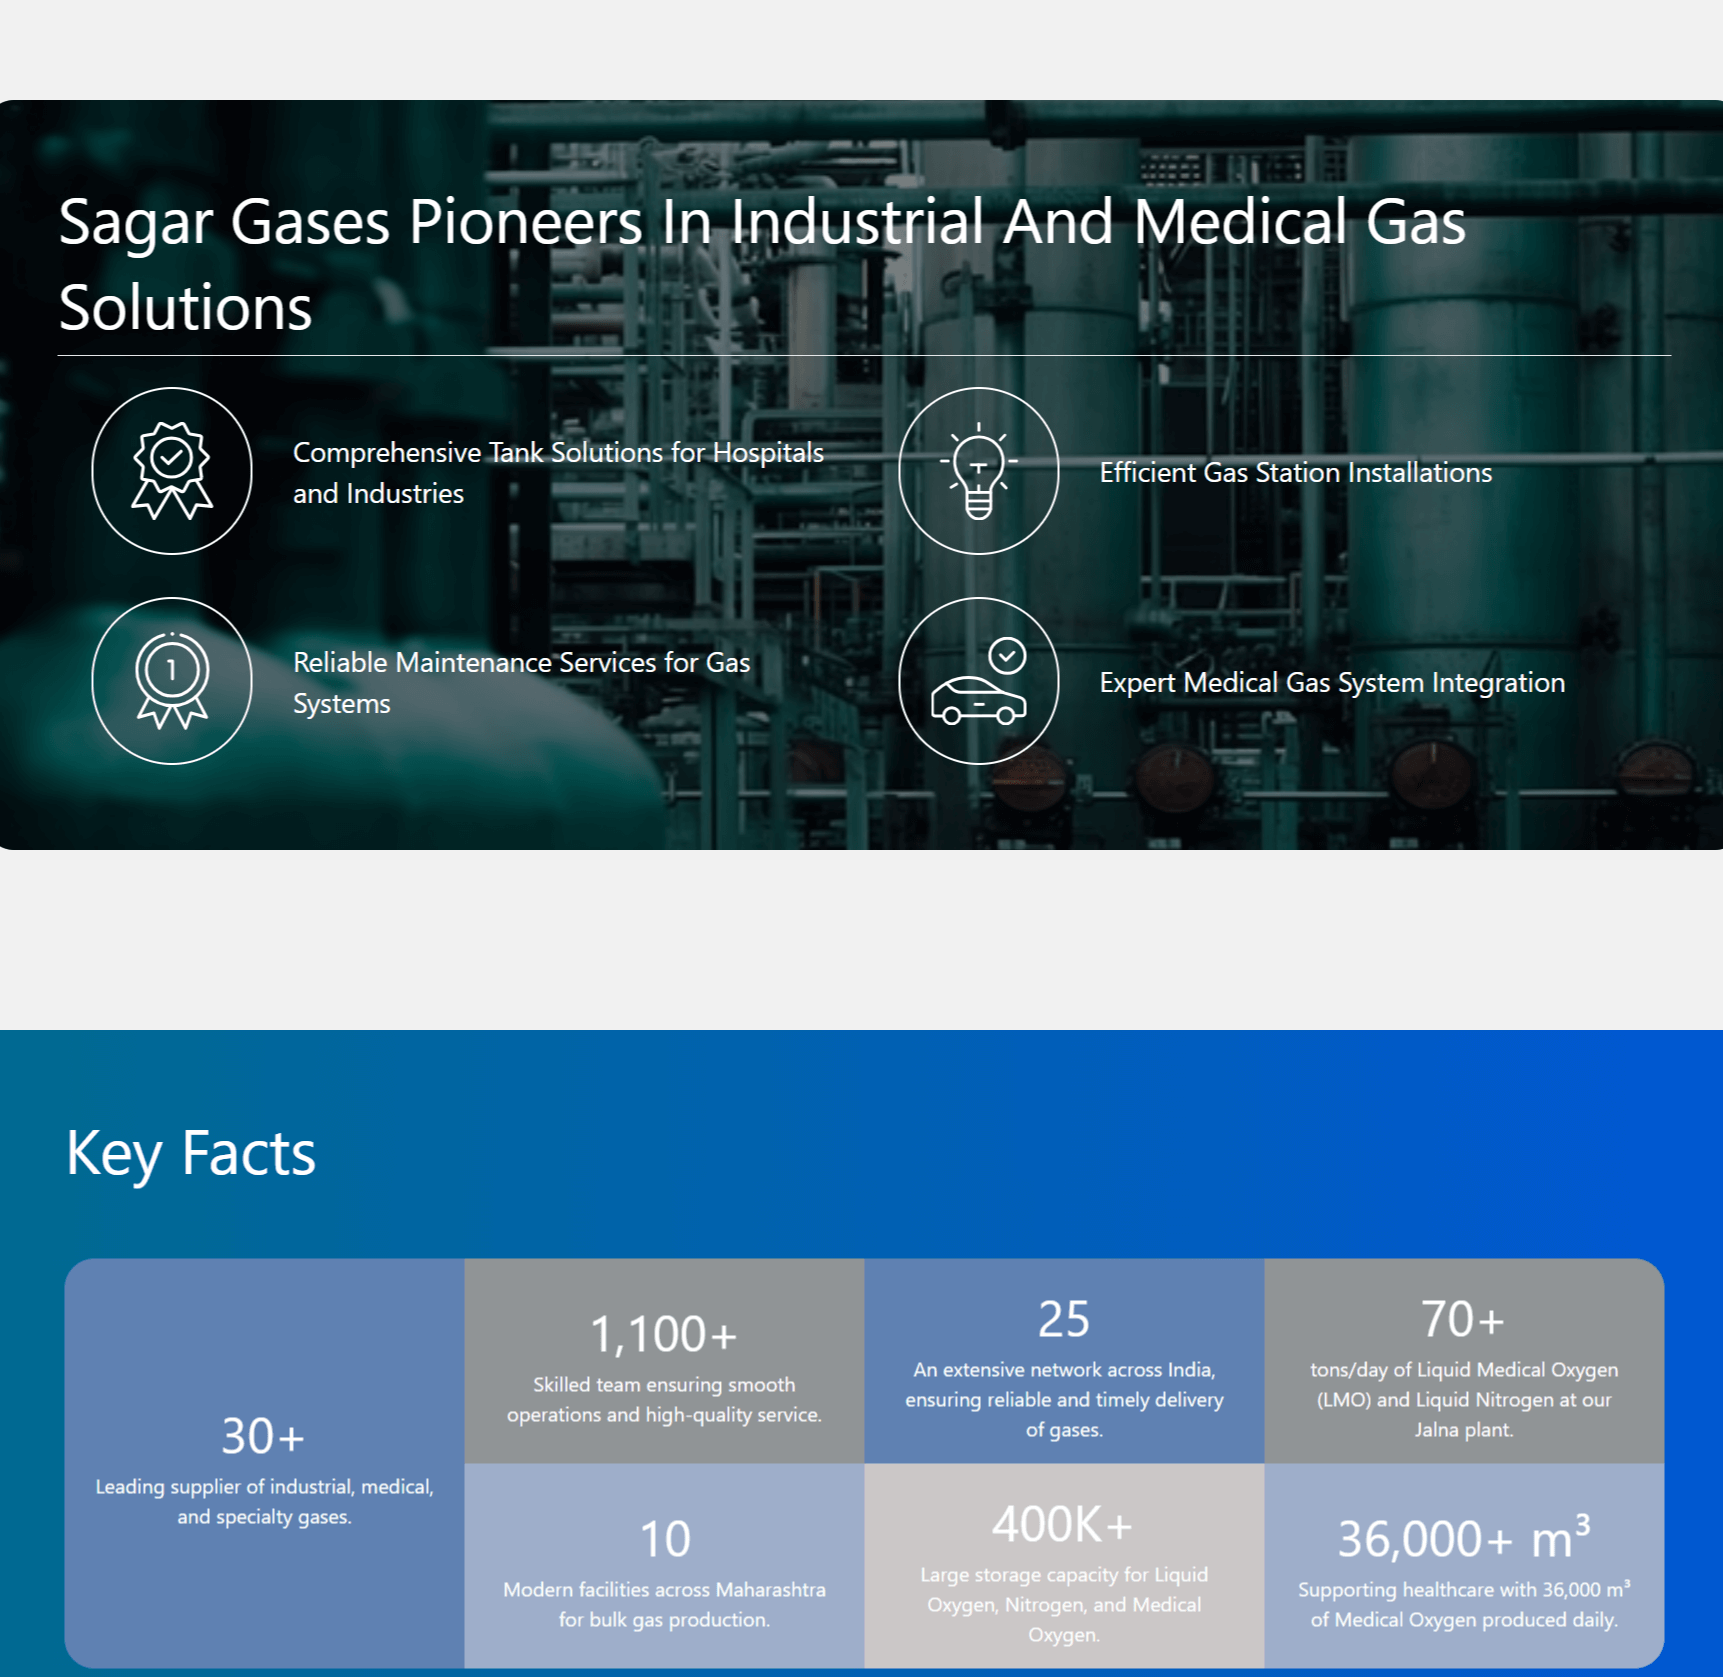 Sagar Gases Pioneers In Industrial And Medical Gas
Solutions
Comprehensive Tank Solutions for Hospitals
and Industries
Efficient Gas Station Installations
1
Reliable Maintenance Services for Gas
Systems
Expert Medical Gas System Integration
Key Facts
30+
Leading supplier of industrial, medical,
and specialty gases.
1,100+
Skilled team ensuring smooth
operations and high-quality service.
25
An extensive network across India,
ensuring reliable and timely delivery
of gases.
70+
tons/day of Liquid Medical Oxygen
(LMO) and Liquid Nitrogen at our
Jalna plant.
10
Modern facilities across Maharashtra
for bulk gas production.
400K+
Large storage capacity for Liquid
Oxygen, Nitrogen, and Medical
Oxygen.
36,000+ m³
Supporting healthcare with 36,000 m³
of Medical Oxygen produced daily.